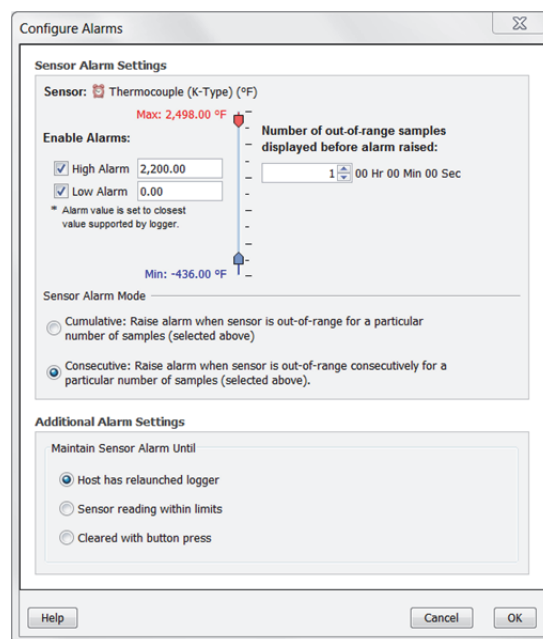 Configure Alarms
Sensor Alarm Settings
Sensor: Thermocouple (K-Type) (°F)
Max: 2,498.00 °F
Enable Alarms:
High Alarm 2,200.00
Low Alarm 0.00
* Alarm value is set to closest
value supported by logger.
Min: -436.00 °F
Number of out-of-range samples
displayed before alarm raised:
1 00 Hr 00 Min 00 Sec
Sensor Alarm Mode
Cumulative: Raise alarm when sensor is out-of-range for a particular
number of samples (selected above)
Consecutive: Raise alarm when sensor is out-of-range consecutively for a
particular number of samples (selected above).
Additional Alarm Settings
Maintain Sensor Alarm Until
Host has relaunched logger
Sensor reading within limits
Cleared with button press
Help
Cancel
OK